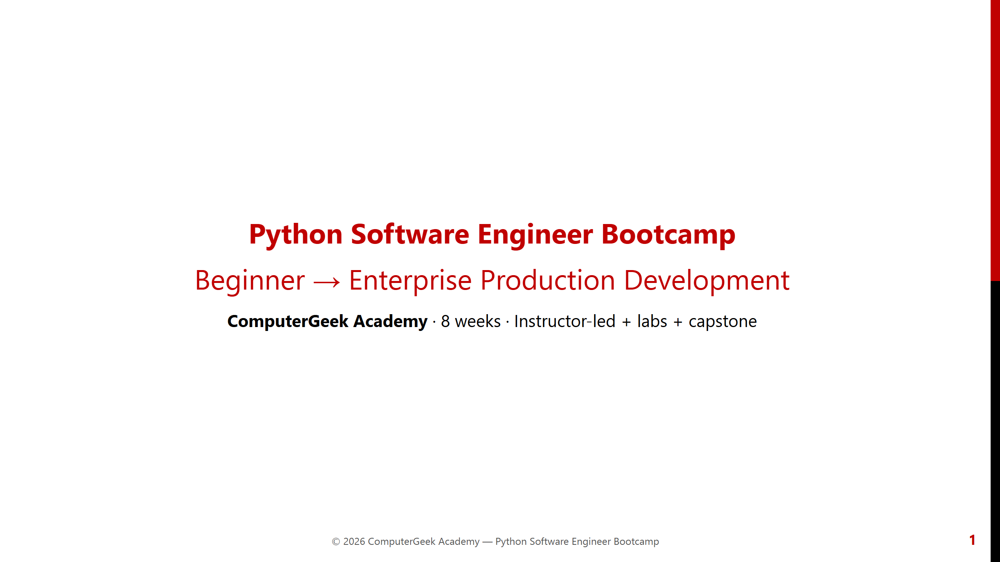 Python Software Engineer Bootcamp
Beginner → Enterprise Production Development
ComputerGeek Academy · 8 weeks · Instructor-led + labs + capstone
© 2026 ComputerGeek Academy — Python Software Engineer Bootcamp
1